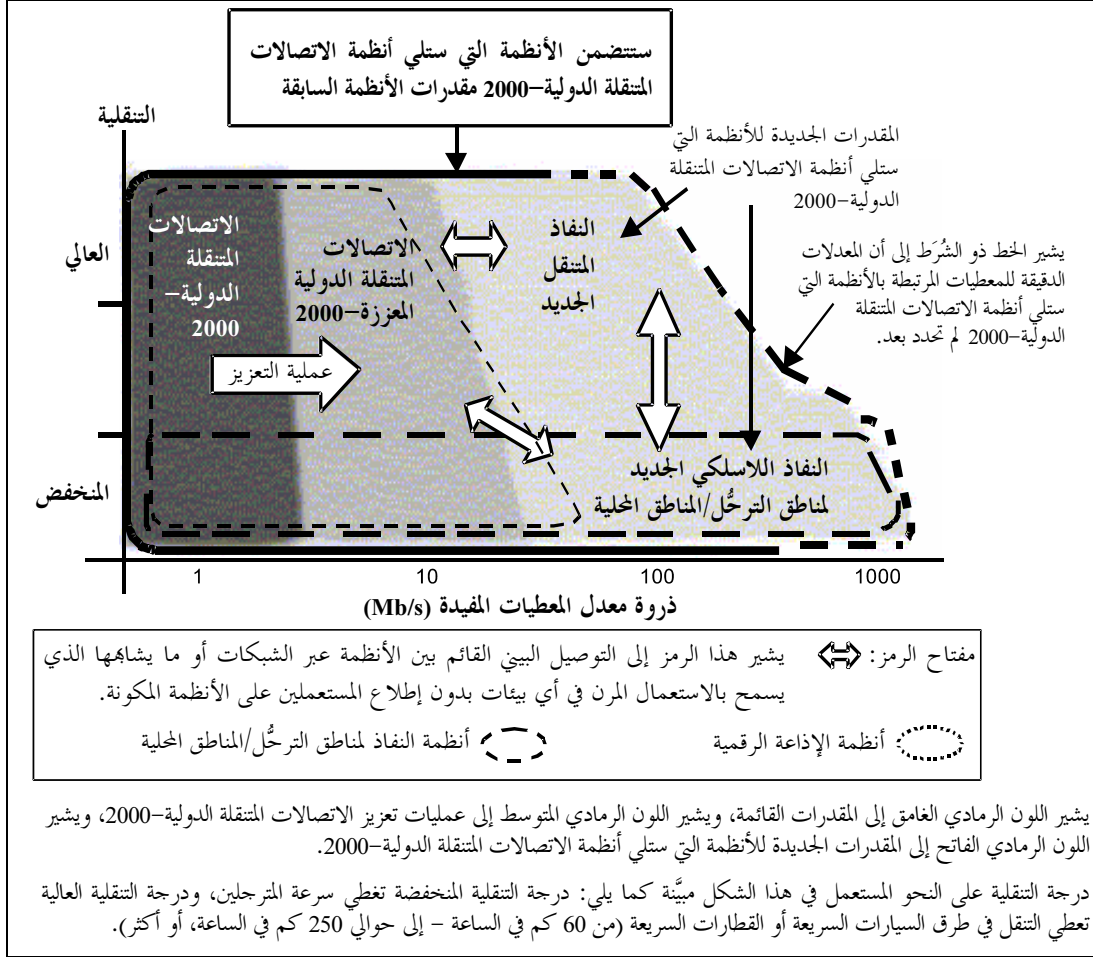 ستتضمن الأنظمة التي ستلي أنظمة الاتصالات
المتنقلة الدولية-2000 مقدرات الأنظمة السابقة
التنقلية
المقدرات الجديدة للأنظمة التي
ستلي أنظمة الاتصالات المتنقلة
الدولية-2000
يشير الخط ذو الشُرَط إلى أن المعدلات
الدقيقة للمعطيات المرتبطة بالأنظمة التي
ستلي أنظمة الاتصالات المتنقلة
الدولية-2000 لم تحدد بعد.
العالي
الاتصالات
المتنقلة
الدولية-
2000
الاتصالات
المتنقلة الدولية
المعززة-2000
النفاذ
المتنقل
الجديد
عملية التعزيز
المنخفض
النفاذ اللاسلكي الجديد
لمناطق الترحُّل/المناطق المحلية
1
10
100
1000
ذروة معدل المعطيات المفيدة (Mb/s)
مفتاح الرمز: يشير هذا الرمز إلى التوصيل البيني القائم بين الأنظمة عبر الشبكات أو ما يشابهها الذي
يسمح بالاستعمال المرن في أي بيئات بدون إطلاع المستعملين على الأنظمة المكونة.
أنظمة الإذاعة الرقمية
أنظمة النفاذ لمناطق الترحُّل/المناطق المحلية
يشير اللون الرمادي الغامق إلى المقدرات القائمة، ويشير اللون الرمادي المتوسط إلى عمليات تعزيز الاتصالات المتنقلة الدولية-2000، ويشير
اللون الرمادي الفاتح إلى المقدرات الجديدة للأنظمة التي ستلي أنظمة الاتصالات المتنقلة الدولية-2000.
درجة التنقلية على النحو المستعمل في هذا الشكل مبيَّنة كما يلي: درجة التنقلية المنخفضة تغطي سرعة المترجلين، ودرجة التنقلية العالية
تعطي التنقل في طرق السيارات السريعة أو القطارات السريعة (من 60 كم في الساعة - إلى حوالي 250 كم في الساعة، أو أكثر).